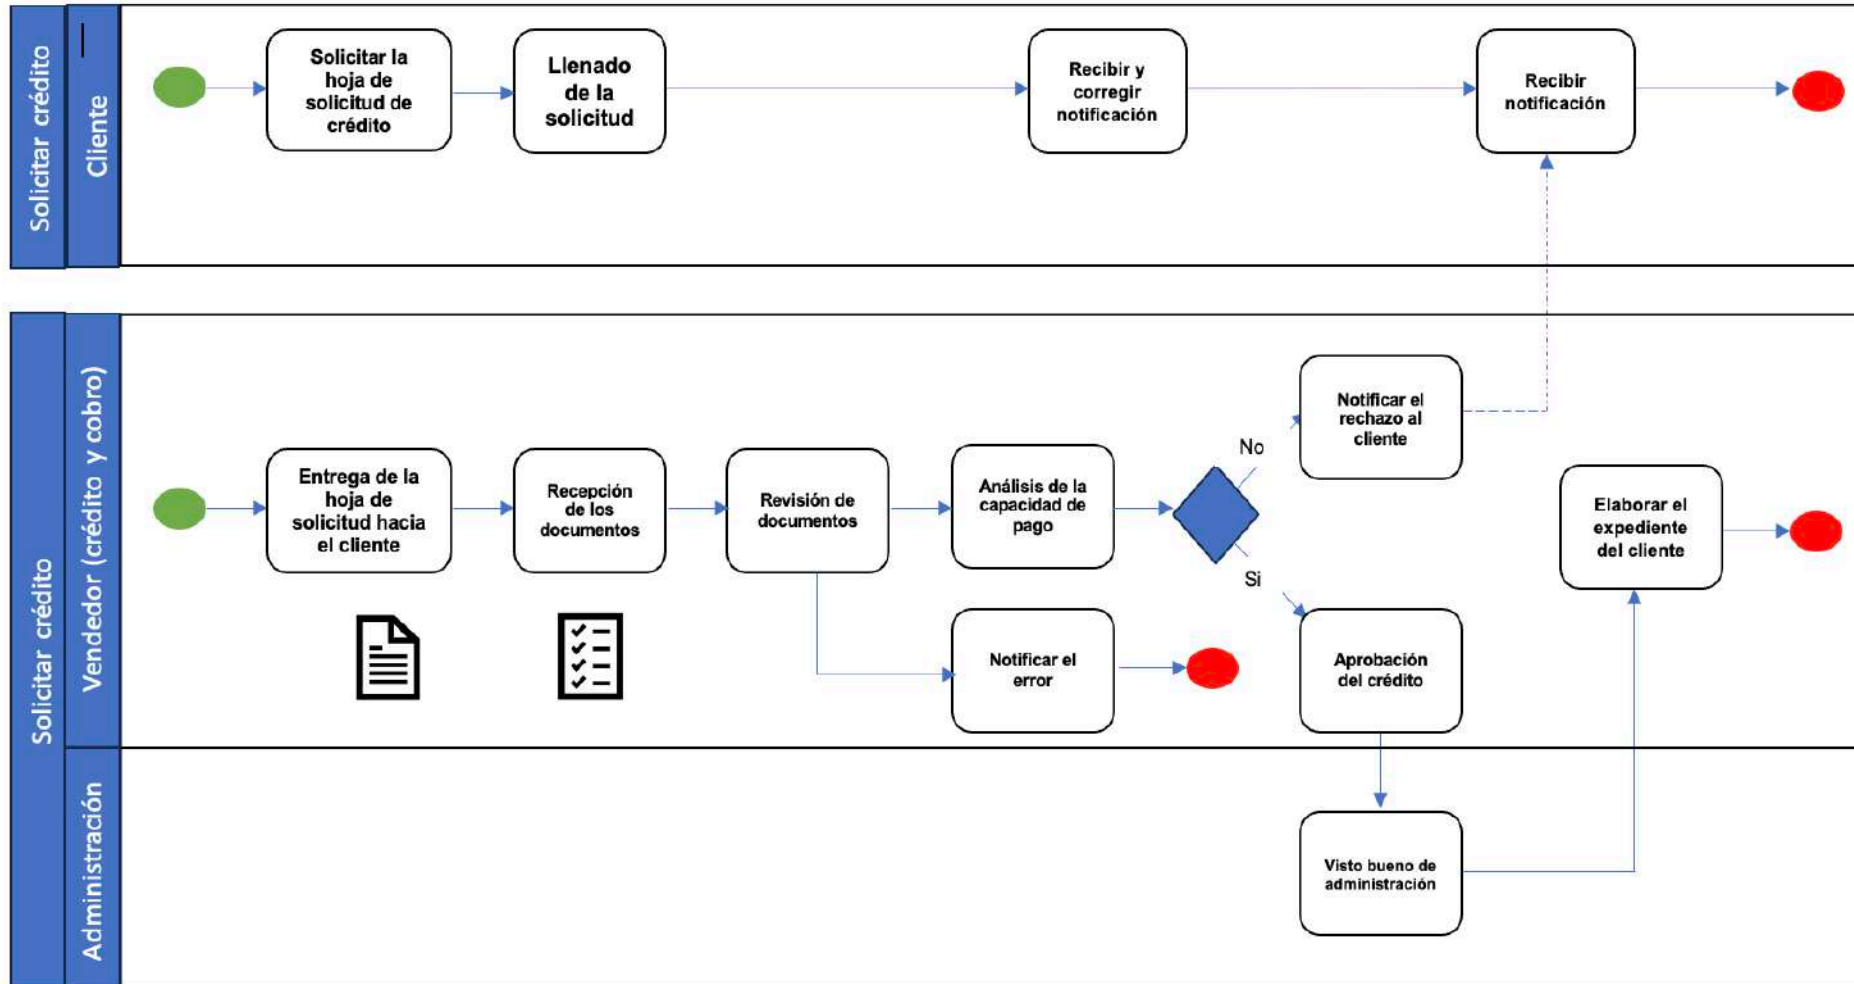 Solicitar crédito
Cliente
Solicitar la
hoja de
solicitud de
crédito
Llenado
de la
solicitud
Recibir y
corregir
notificación
Recibir
notificación
Solicitar crédito
Vendedor (crédito y cobro)
Entrega de la
hoja de
solicitud hacia
el cliente
Recepción
de los
documentos
Revisión de
documentos
Análisis de la
capacidad de
pago
No
Si
Notificar el
rechazo al
cliente
Elaborar el
expediente
del cliente
Notificar el
error
Aprobación
del crédito
Administración
Visto bueno de
administración